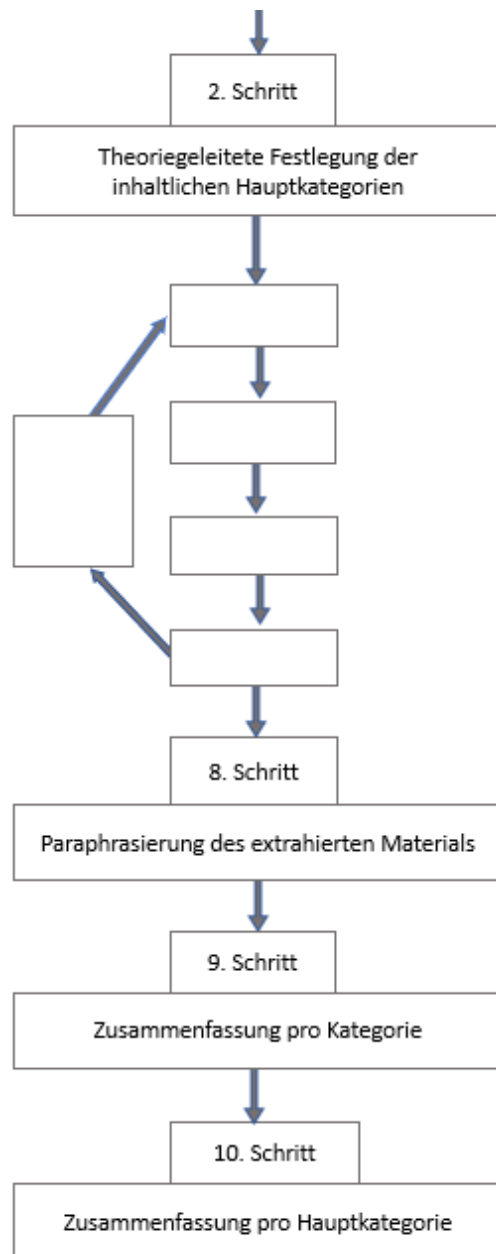 2. Schritt
Theoriegeleitete Festlegung der
inhaltlichen Hauptkategorien
8. Schritt
Paraphrasierung des extrahierten Materials
9. Schritt
Zusammenfassung pro Kategorie
10. Schritt
Zusammenfassung pro Hauptkategorie